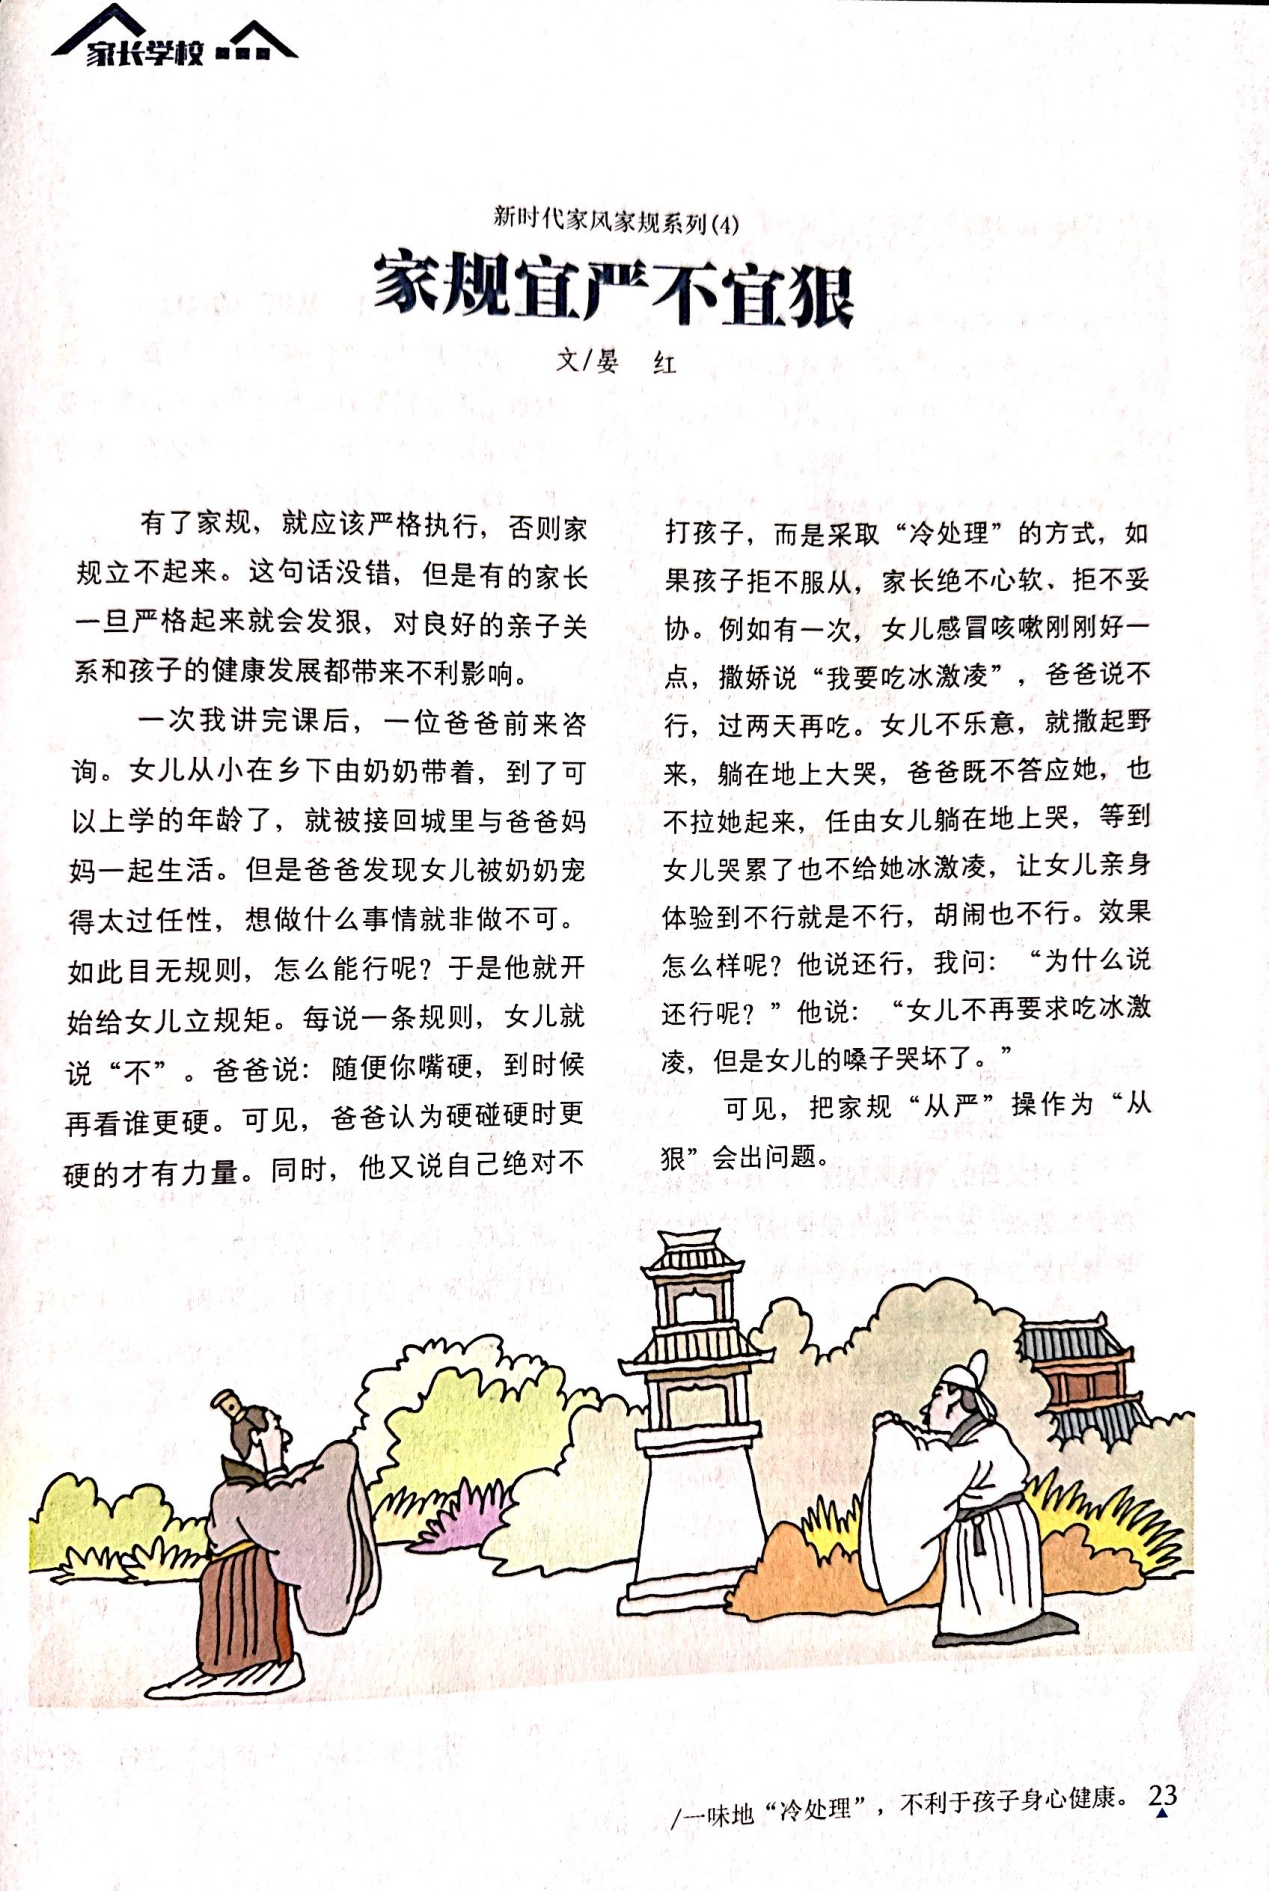 家长学校
新时代家风家规系列(4)
家规宜严不宜狠
文/晏 红
有了家规，就应该严格执行，否则家
规立不起来。这句话没错，但是有的家长
一旦严格起来就会发狠，对良好的亲子关
系和孩子的健康发展都带来不利影响。
一次我讲完课后，一位爸爸前来咨
询。女儿从小在乡下由奶奶带着，到了可
以上学的年龄了，就被接回城里与爸爸妈
妈一起生活。但是爸爸发现女儿被奶奶宠
得太过任性，想做什么事情就非做不可。
如此目无规则，怎么能行呢？于是他就开
始给女儿立规矩。每说一条规则，女儿就
说“不”。爸爸说：随便你嘴硬，到时候
再看谁更硬。可见，爸爸认为硬碰硬时更
硬的才有力量。同时，他又说自己绝对不
打孩子，而是采取“冷处理”的方式，如
果孩子拒不服从，家长绝不心软、拒不妥
协。例如有一次，女儿感冒咳嗽刚刚好一
点，撒娇说“我要吃冰激凌”，爸爸说不
行，过两天再吃。女儿不乐意，就撒起野
来，躺在地上大哭，爸爸既不答应她，也
不拉她起来，任由女儿躺在地上哭，等到
女儿哭累了也不给她冰激凌，让女儿亲身
体验到不行就是不行，胡闹也不行。效果
怎么样呢？他说还行，我问：“为什么说
还行呢？”他说：“女儿不再要求吃冰激
凌，但是女儿的嗓子哭坏了。”
可见，把家规“从严”操作为“从
狠”会出问题。
/一味地“冷处理”，不利于孩子身心健康。 23